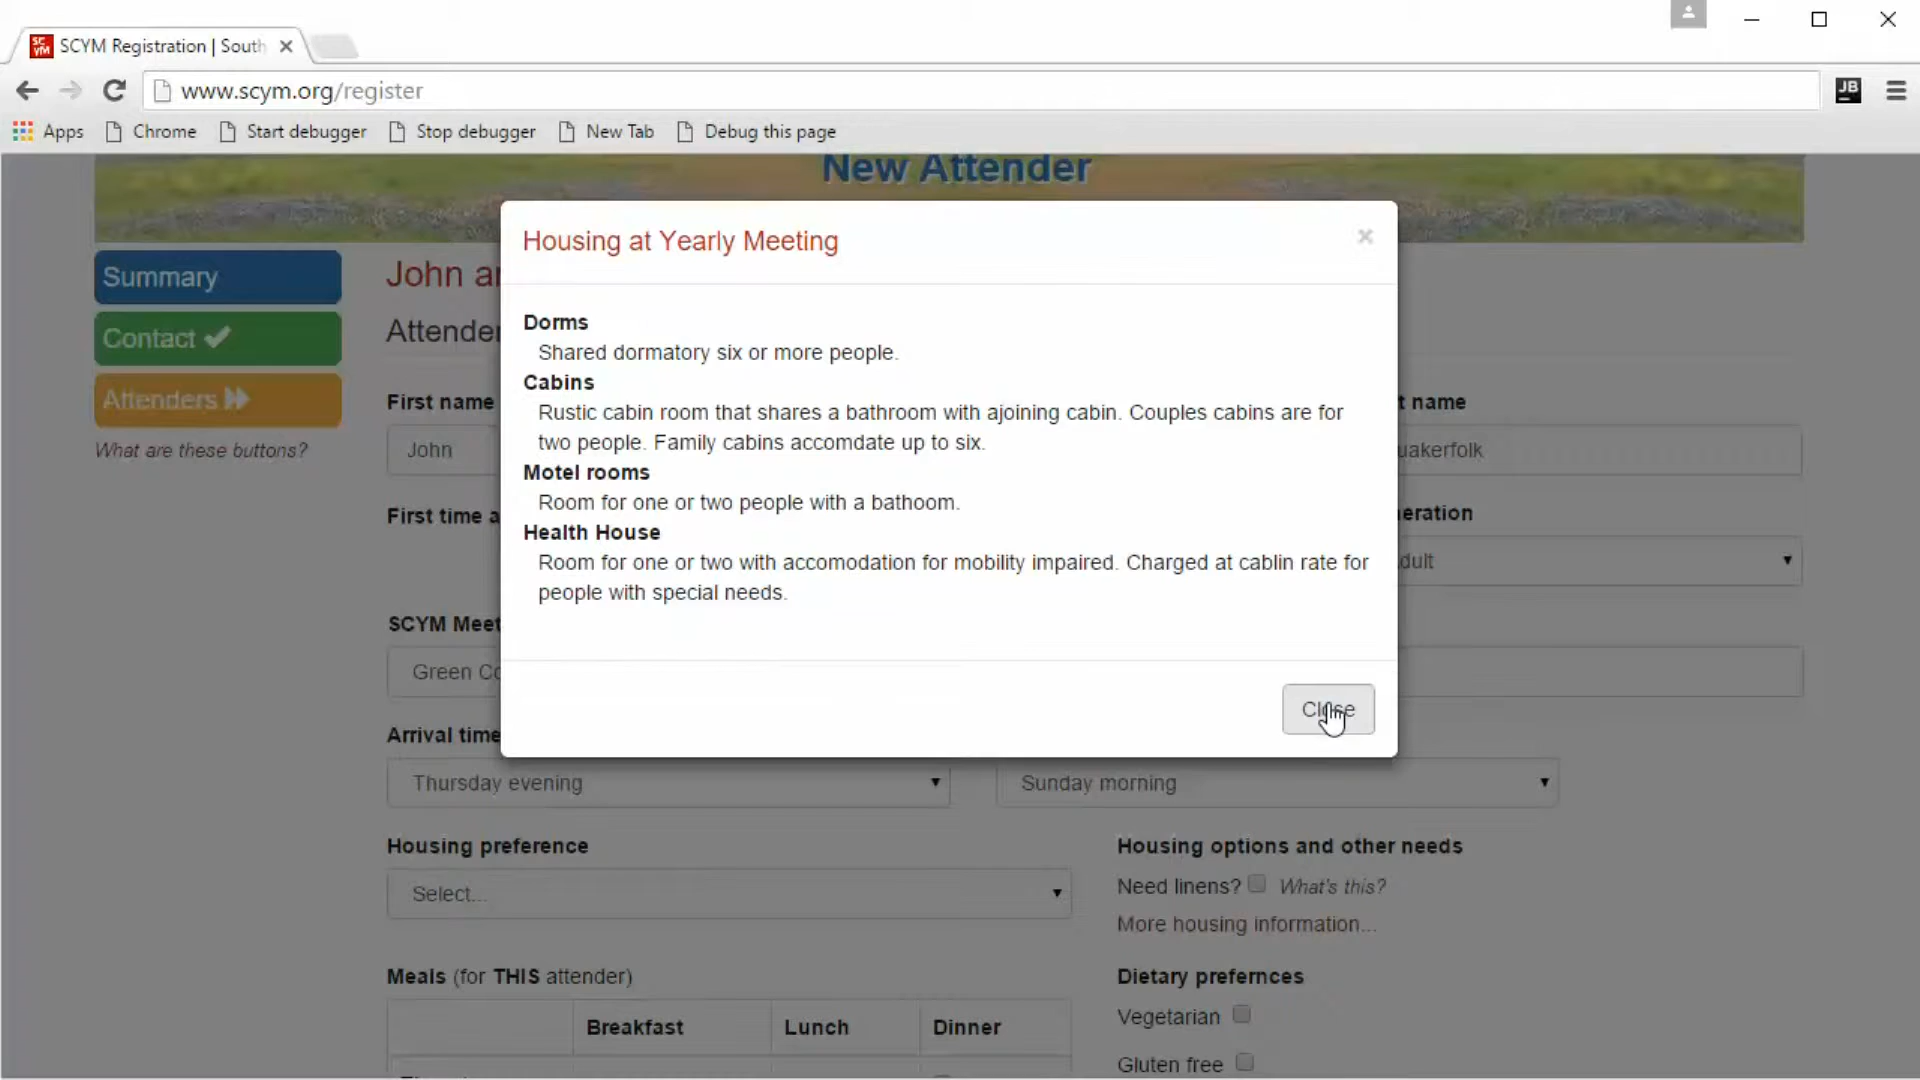 SCYM Registration | South
www.scym.org/register
JB
Apps Chrome Start debugger Stop debugger New Tab Debug this page
New Attender
Housing at Yearly Meeting ×
Summary
John
Contact
Attender
Dorms
Shared dormatory six or more people.
Cabins
Attenders
First name
name
Rustic cabin room that shares a bathroom with ajoining cabin. Couples cabins are for
two people. Family cabins accomdate up to six.
What are these buttons?
John
uakerfolk
Motel rooms
Room for one or two people with a bathoom.
First time
eration
Health House
Room for one or two with accomodation for mobility impaired. Charged at cablin rate for
dult
people with special needs.
SCYM Meet
Green Co
Close
Arrival time
Thursday evening Sunday morning
Housing preference Housing options and other needs
Select... Need linens? What's this?
More housing information...
Meals (for THIS attender) Dietary prefernces
Breakfast Lunch Dinner Vegetarian
Gluten free